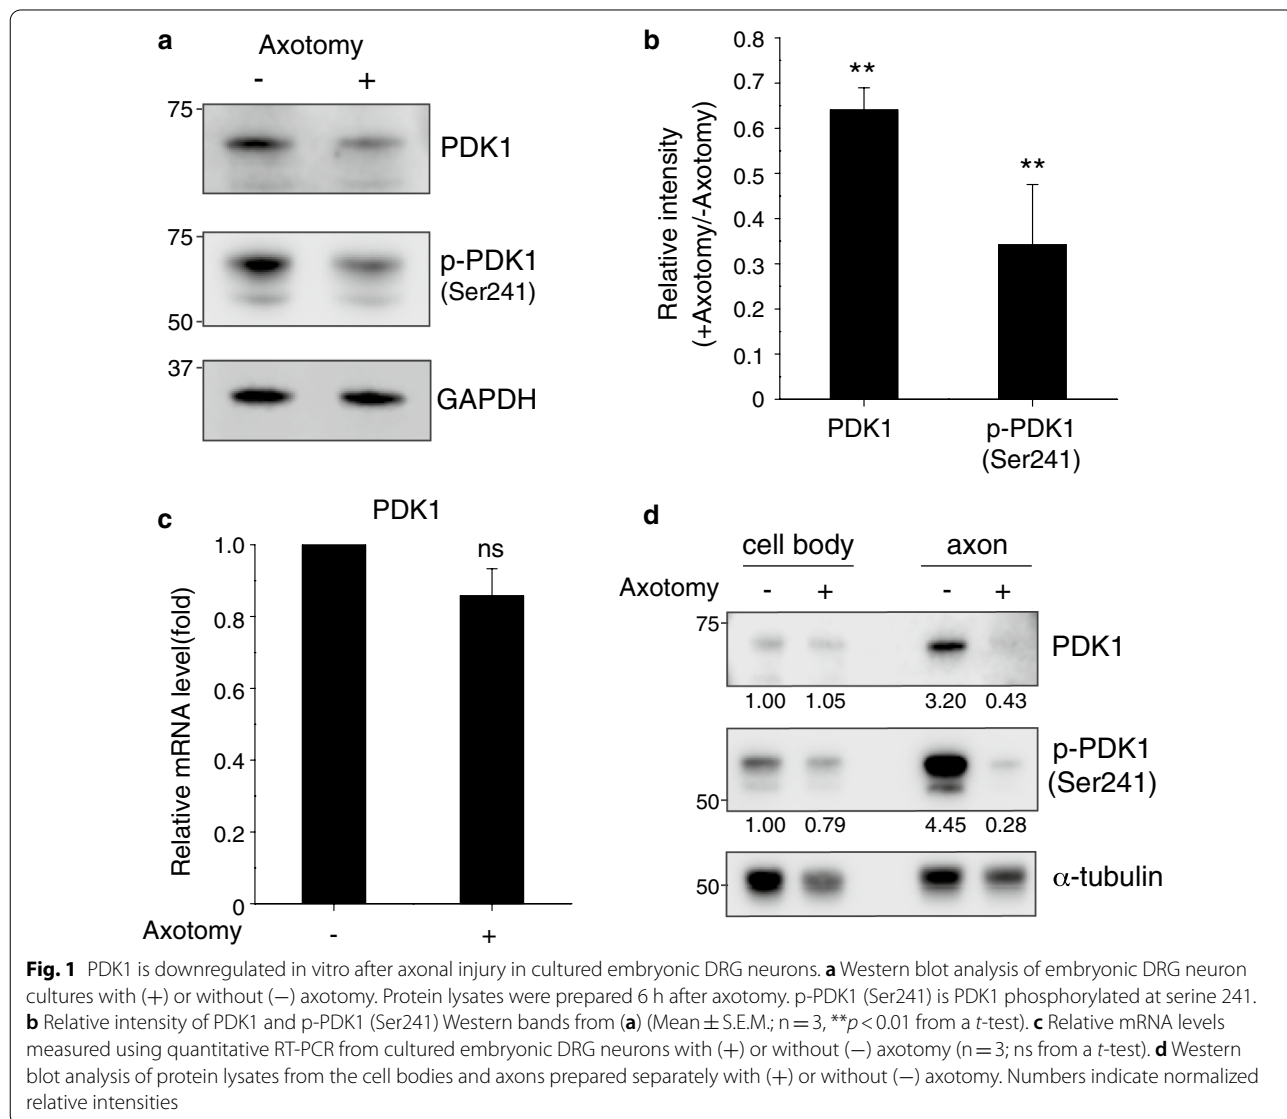 a
Axotomy
- +
75
PDK1
75
p-PDK1
(Ser241)
50
37
GAPDH
b
0.8
0.7
0.6
0.5
0.4
0.3
0.2
0.1
0
Relative intensity
(+Axotomy/-Axotomy)
**
**
PDK1
p-PDK1
(Ser241)
c
PDK1
1.0
0.8
0.6
0.4
0.2
0
Relative mRNA level(fold)
ns
Axotomy - +
d
cell body axon
Axotomy - + - +
75
PDK1
1.00 1.05 3.20 0.43
p-PDK1
(Ser241)
50
1.00 0.79 4.45 0.28
50
α-tubulin
Fig. 1 PDK1 is downregulated in vitro after axonal injury in cultured embryonic DRG neurons. a Western blot analysis of embryonic DRG neuron
cultures with (+) or without (−) axotomy. Protein lysates were prepared 6 h after axotomy. p-PDK1 (Ser241) is PDK1 phosphorylated at serine 241.
b Relative intensity of PDK1 and p-PDK1 (Ser241) Western bands from (a) (Mean ± S.E.M.; n = 3, **p < 0.01 from a t-test). c Relative mRNA levels
measured using quantitative RT-PCR from cultured embryonic DRG neurons with (+) or without (−) axotomy (n = 3; ns from a t-test). d Western
blot analysis of protein lysates from the cell bodies and axons prepared separately with (+) or without (−) axotomy. Numbers indicate normalized
relative intensities